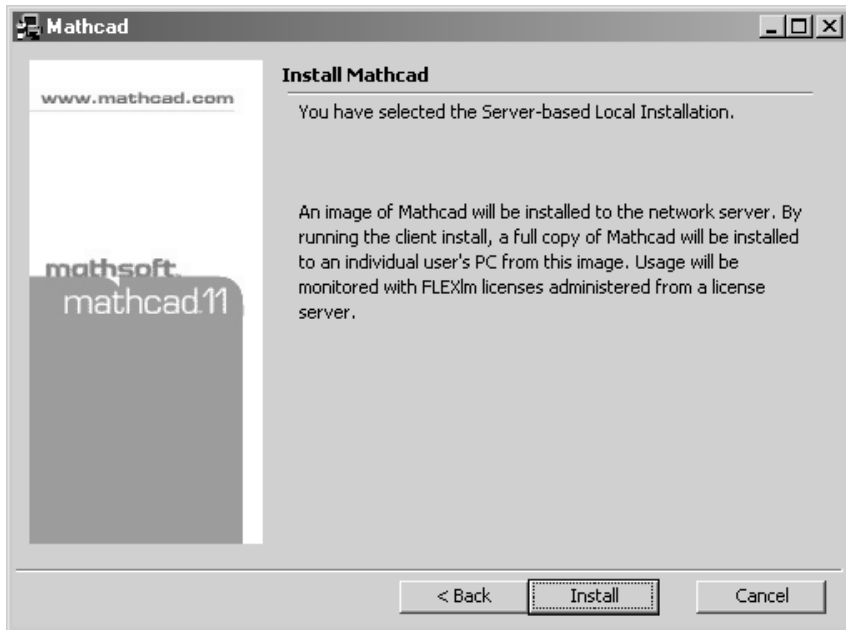 Mathcad
www.mathcad.com
Install Mathcad
You have selected the Server-based Local Installation.
An image of Mathcad will be installed to the network server. By
running the client install, a full copy of Mathcad will be installed
to an individual user's PC from this image. Usage will be
monitored with FLEXlm licenses administered from a license
server.
mathsoft
mathcad.11
< Back
Install
Cancel